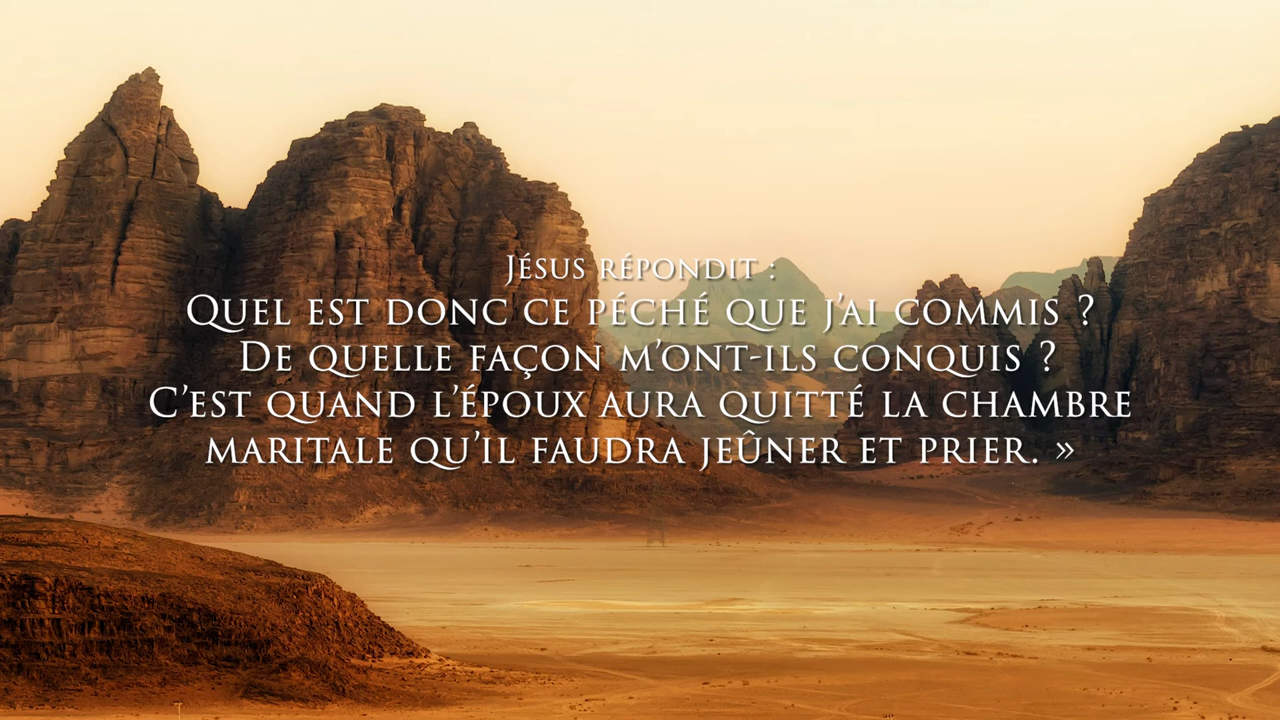 Jésus répondit :
Quel est donc ce péché que j’ai commis ?
De quelle façon m’ont-ils conquis ?
C’est quand l’époux aura quitté la chambre
maritale qu’il faudra jeûner et prier. »